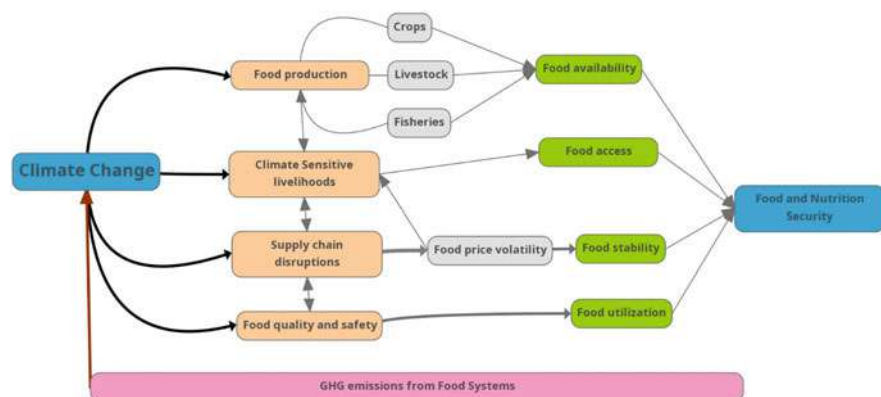 Crops
Food production
Livestock
Food availability
Fisheries
Climate Change
Climate Sensitive
livelihoods
Food access
Food and Nutrition
Security
Supply chain
disruptions
Food price volatility
Food stability
Food quality and safety
Food utilization
GHG emissions from Food Systems